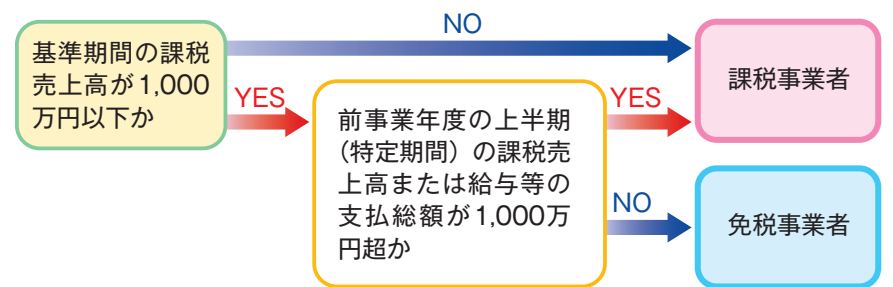 基準期間の課税
売上高が1,000
万円以下か
NO
課税事業者
YES
前事業年度の上半期
(特定期間)の課税売
上高または給与等の
支払総額が1,000万
円超か
YES
NO
免税事業者